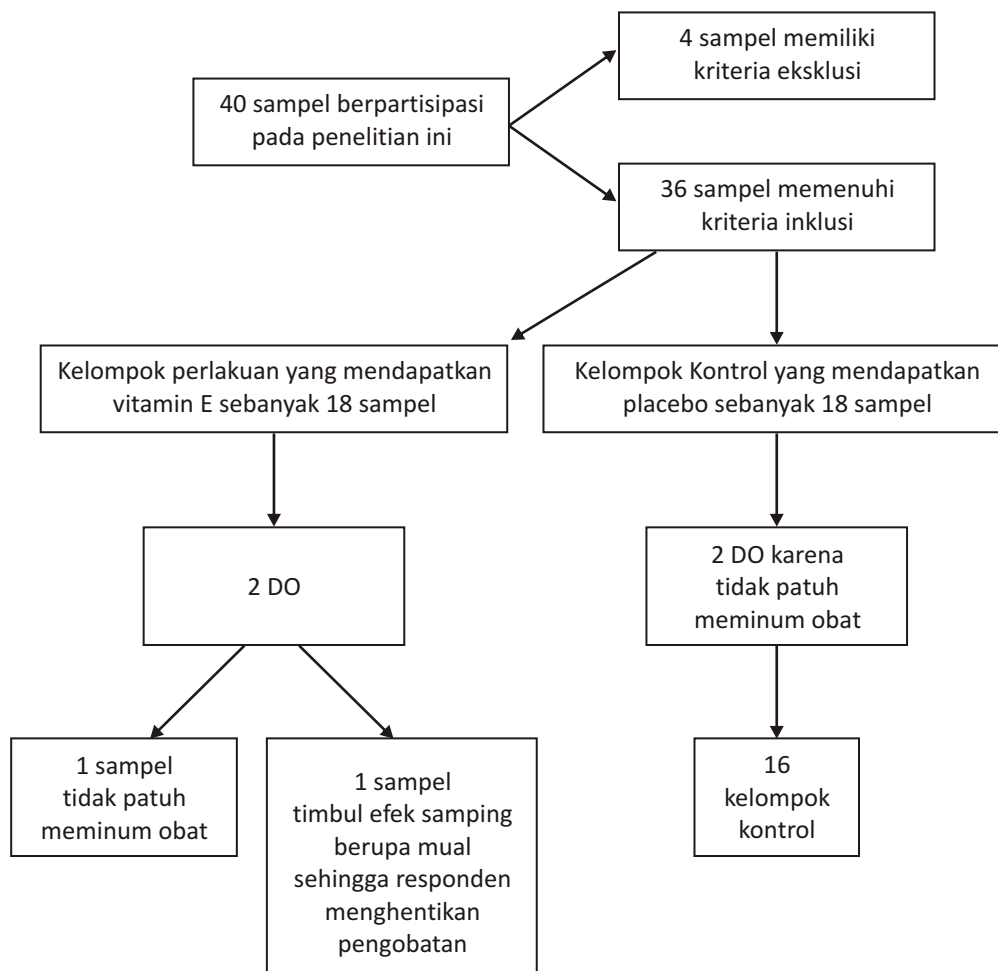 4 sampel memiliki
kriteria eksklusi
40 sampel berpartisipasi
pada penelitian ini
36 sampel memenuhi
kriteria inklusi
Kelompok perlakuan yang mendapatkan
vitamin E sebanyak 18 sampel
Kelompok Kontrol yang mendapatkan
placebo sebanyak 18 sampel
2 DO
2 DO karena
tidak patuh
meminum obat
1 sampel
tidak patuh
meminum obat
1 sampel
timbul efek samping
berupa mual
sehingga responden
menghentikan
pengobatan
16
kelompok
kontrol